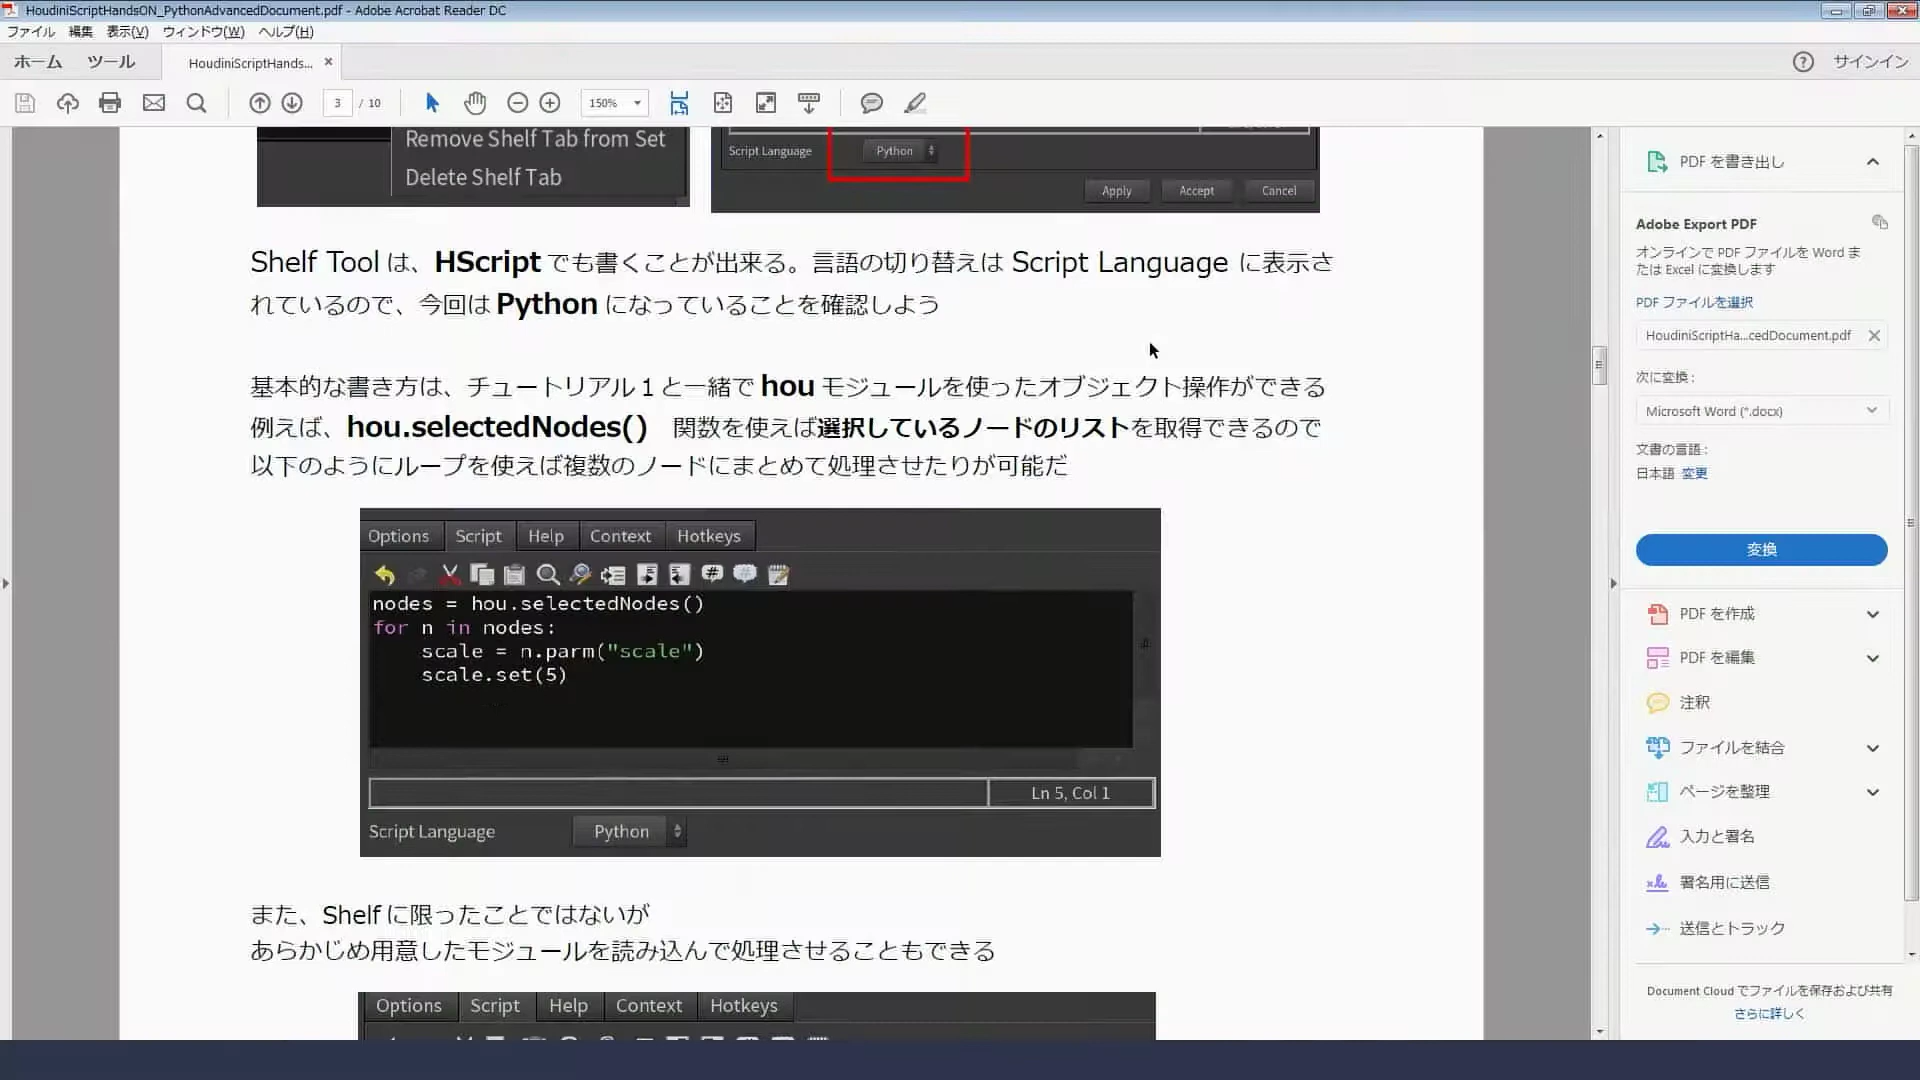 HoudiniScriptHandsON_PythonAdvancedDocument.pdf - Adobe Acrobat Reader DC
ファイル 編集 表示(V) ウィンドウ(W) ヘルプ(H)
ホーム ツール HoudiniScriptHands... × サインイン
3 / 10 150%
Remove Shelf Tab from Set
Delete Shelf Tab
Script Language Python
Apply Accept Cancel
Shelf Tool は、HScript でも書くことが出来る。言語の切り替えは Script Language に表示さ
れているので、今回は Python になっていることを確認しよう
基本的な書き方は、チュートリアル 1 と一緒で hou モジュールを使ったオブジェクト操作ができる
例えば、hou.selectedNodes() 関数を使えば選択しているノードのリストを取得できるので
以下のようにループを使えば複数のノードにまとめて処理させたりが可能だ
Options Script Help Context Hotkeys
nodes = hou.selectedNodes()
for n in nodes:
    scale = n.parm("scale")
    scale.set(5)
Ln 5, Col 1
Script Language Python
また、Shelf に限ったことではないが
あらかじめ用意したモジュールを読み込んで処理させることもできる
Options Script Help Context Hotkeys
PDF を書き出し
Adobe Export PDF
オンラインで PDF ファイルを Word ま
たは Excel に変換します
PDF ファイルを選択
HoudiniScriptHa...cedDocument.pdf
次に変換 :
Microsoft Word (*.docx)
文書の言語 :
日本語 変更
変換
PDF を作成
PDF を編集
注釈
ファイルを結合
ページを整理
入力と署名
署名用に送信
送信とトラック
Document Cloud でファイルを保存および共有
さらに詳しく